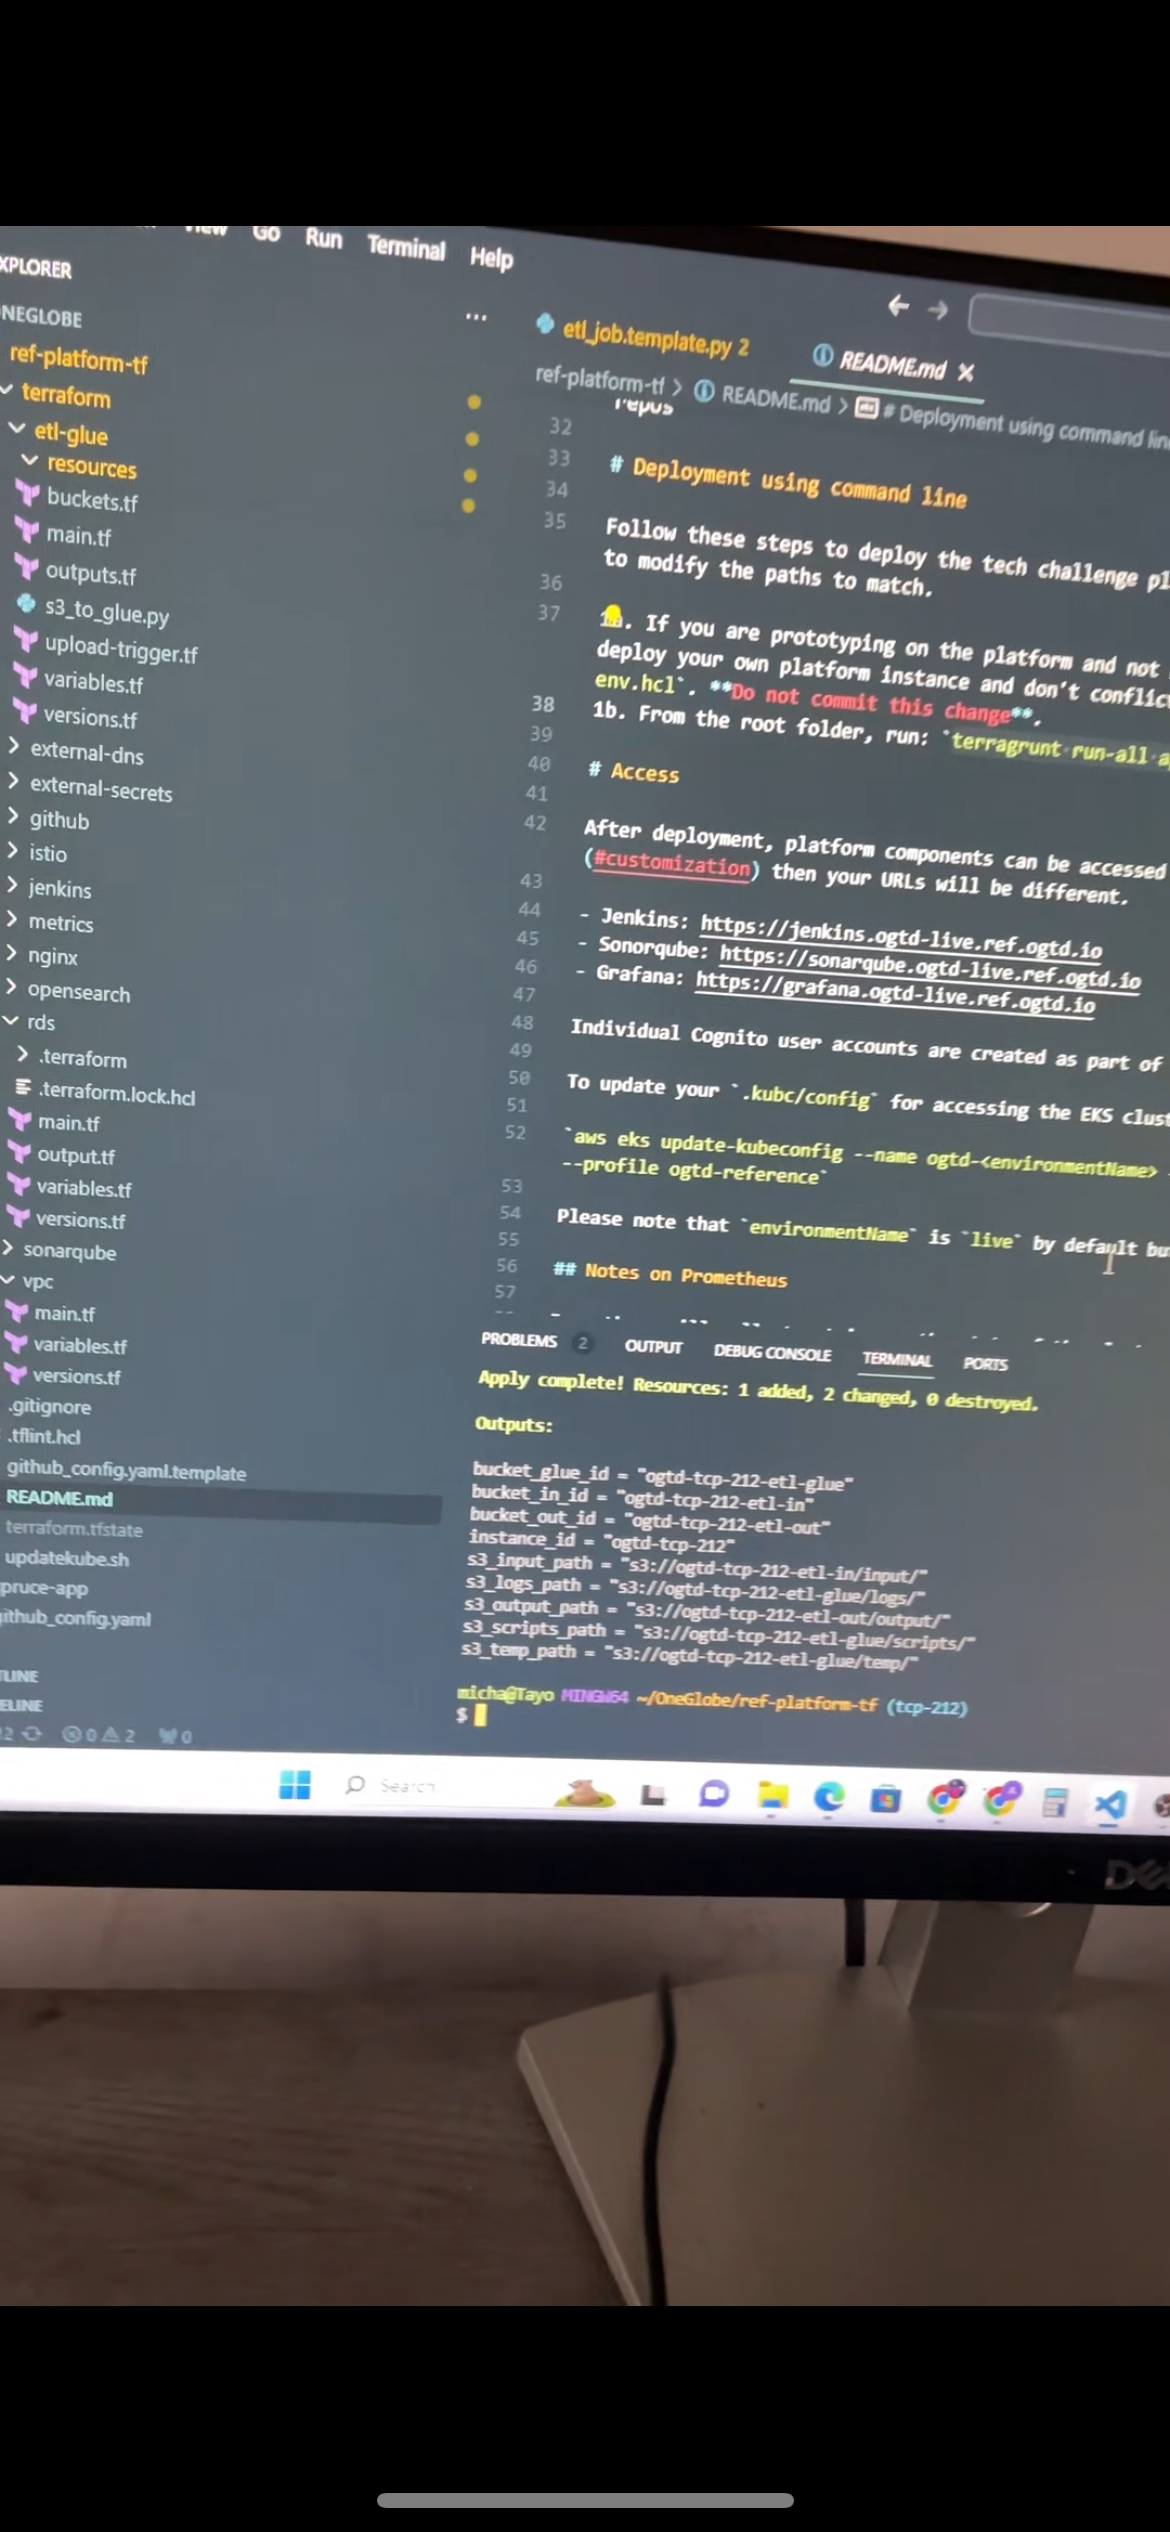 Go Run Terminal Help
XPLORER
NEGLOBE
ref-platform-tf
terraform
etl-glue
resources
buckets.tf
main.tf
outputs.tf
s3_to_glue.py
upload-trigger.tf
variables.tf
versions.tf
external-dns
external-secrets
github
istio
jenkins
metrics
nginx
opensearch
rds
.terraform
.terraform.lock.hcl
main.tf
output.tf
variables.tf
versions.tf
sonarqube
vpc
main.tf
variables.tf
versions.tf
.gitignore
.tflint.hcl
github_config.yaml.template
README.md
terraform.tfstate
updatekube.sh
pruce-app
ithub_config.yaml
LINE
ELINE
0 2 0
etl_job.template.py 2
README.md
ref-platform-tf > README.md > # Deployment using command lin
repos
32
33 # Deployment using command line
34
35 Follow these steps to deploy the tech challenge pl
to modify the paths to match.
36
37 . If you are prototyping on the platform and not
deploy your own platform instance and don't conflic
env.hcl`. **Do not commit this change**.
38 1b. From the root folder, run: `terragrunt run-all a
39
40 # Access
41
42 After deployment, platform components can be accessed
(#customization) then your URLs will be different.
43
44 - Jenkins: https://jenkins.ogtd-live.ref.ogtd.io
45 - Sonorqube: https://sonarqube.ogtd-live.ref.ogtd.io
46 - Grafana: https://grafana.ogtd-live.ref.ogtd.io
47
48 Individual Cognito user accounts are created as part of
49
50 To update your `.kubc/config` for accessing the EKS clust
51
52 `aws eks update-kubeconfig --name ogtd-<environmentName>
--profile ogtd-reference`
53
54 Please note that `environmentName` is `live` by default bu
55
56 ## Notes on Prometheus
57
PROBLEMS 2 OUTPUT DEBUG CONSOLE TERMINAL PORTS
Apply complete! Resources: 1 added, 2 changed, 0 destroyed.
Outputs:
bucket_glue_id = "ogtd-tcp-212-etl-glue"
bucket_in_id = "ogtd-tcp-212-etl-in"
bucket_out_id = "ogtd-tcp-212-etl-out"
instance_id = "ogtd-tcp-212"
s3_input_path = "s3://ogtd-tcp-212-etl-in/input/"
s3_logs_path = "s3://ogtd-tcp-212-etl-glue/logs/"
s3_output_path = "s3://ogtd-tcp-212-etl-out/output/"
s3_scripts_path = "s3://ogtd-tcp-212-etl-glue/scripts/"
s3_temp_path = "s3://ogtd-tcp-212-etl-glue/temp/"
micha@Tayo MINGW64 ~/OneGlobe/ref-platform-tf (tcp-212)
$
Search